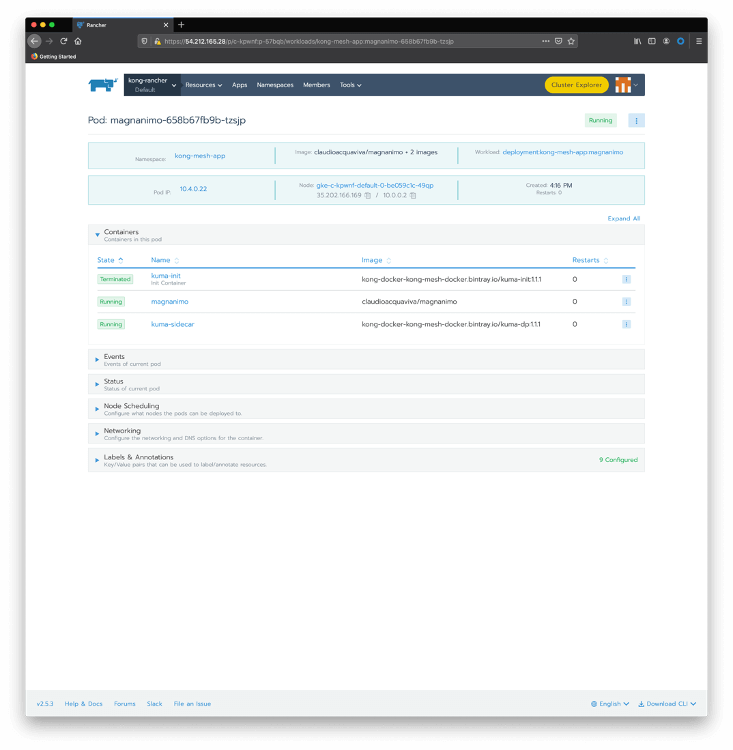 Rancher
https://54.212.165.28/p/c-kpwnf:p-57bqb/workloads/kong-mesh-app:magnanimo-658b67fb9b-tzsjp
Getting Started
kong-rancher
Default
Resources Apps Namespaces Members Tools
Cluster Explorer
Pod: magnanimo-658b67fb9b-tzsjp
Running
Namespace: kong-mesh-app
Image: claudioacquaviva/magnanimo + 2 images
Workload: deployment:kong-mesh-app:magnanimo
Pod IP: 10.4.0.22
Node: gke-c-kpwnf-default-0-be059c1c-49qp
35.202.166.169 / 10.0.0.2
Created: 4:16 PM
Restarts: 0
Expand All
Containers
Containers in this pod
State Name Image Restarts
Terminated kuma-init kong-docker-kong-mesh-docker.bintray.io/kuma-init:1.1.1 0
Init Container
Running magnanimo claudioacquaviva/magnanimo 0
Running kuma-sidecar kong-docker-kong-mesh-docker.bintray.io/kuma-dp:1.1.1 0
Events
Events of current pod
Status
Status of current pod
Node Scheduling
Configure what nodes the pods can be deployed to.
Networking
Configure the networking and DNS options for the container.
Labels & Annotations
Key/Value pairs that can be used to label/annotate resources.
9 Configured
v2.5.3 Help & Docs Forums Slack File an Issue English Download CLI